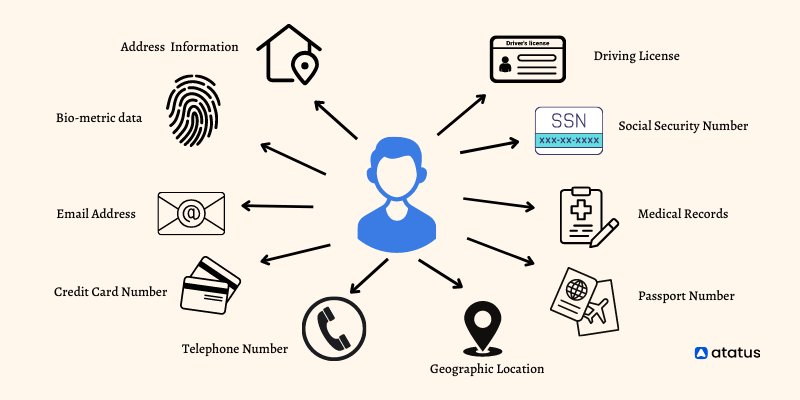 Address Information
Driver's license
Driving License
Bio-metric data
SSN
xxx-xx-xxxx
Social Security Number
Email Address
@
Medical Records
Credit Card Number
Passport Number
Telephone Number
Geographic Location
atatus